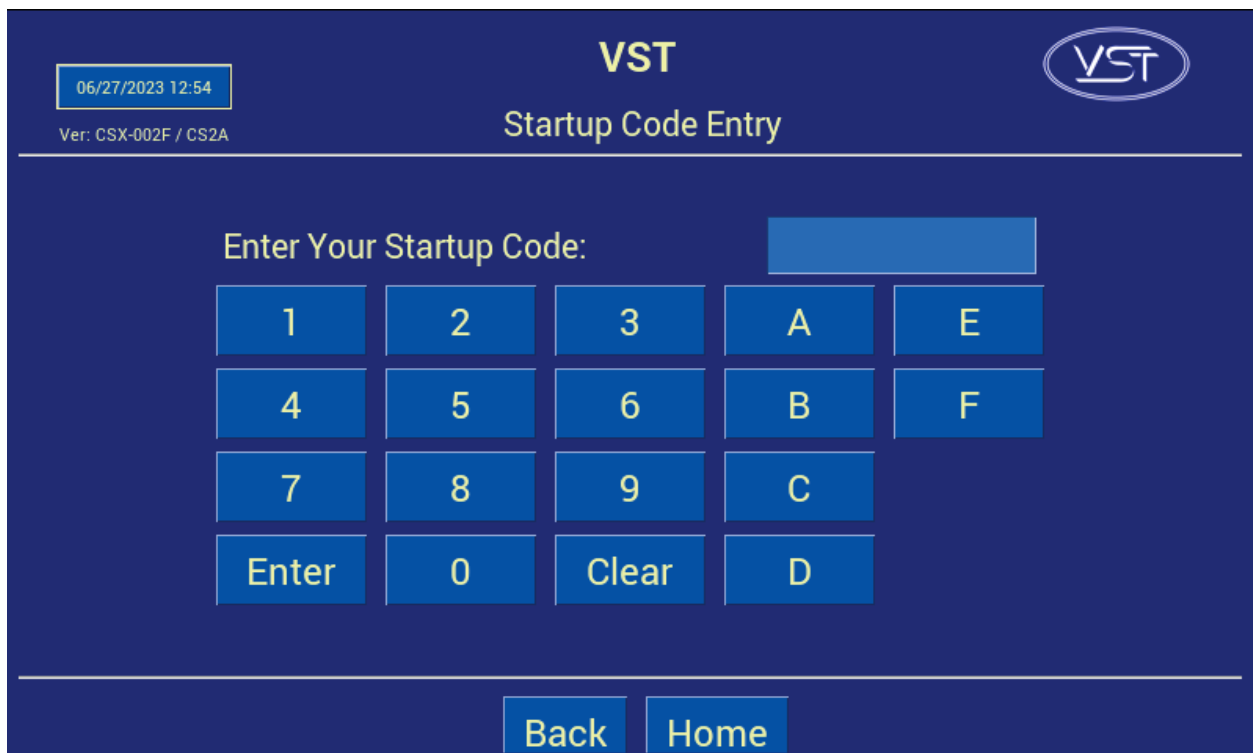 VST
VST
06/27/2023 12:54
Ver: CSX-002F / CS2A
Startup Code Entry
Enter Your Startup Code:
1 2 3 A E
4 5 6 B F
7 8 9 C
Enter 0 Clear D
Back Home